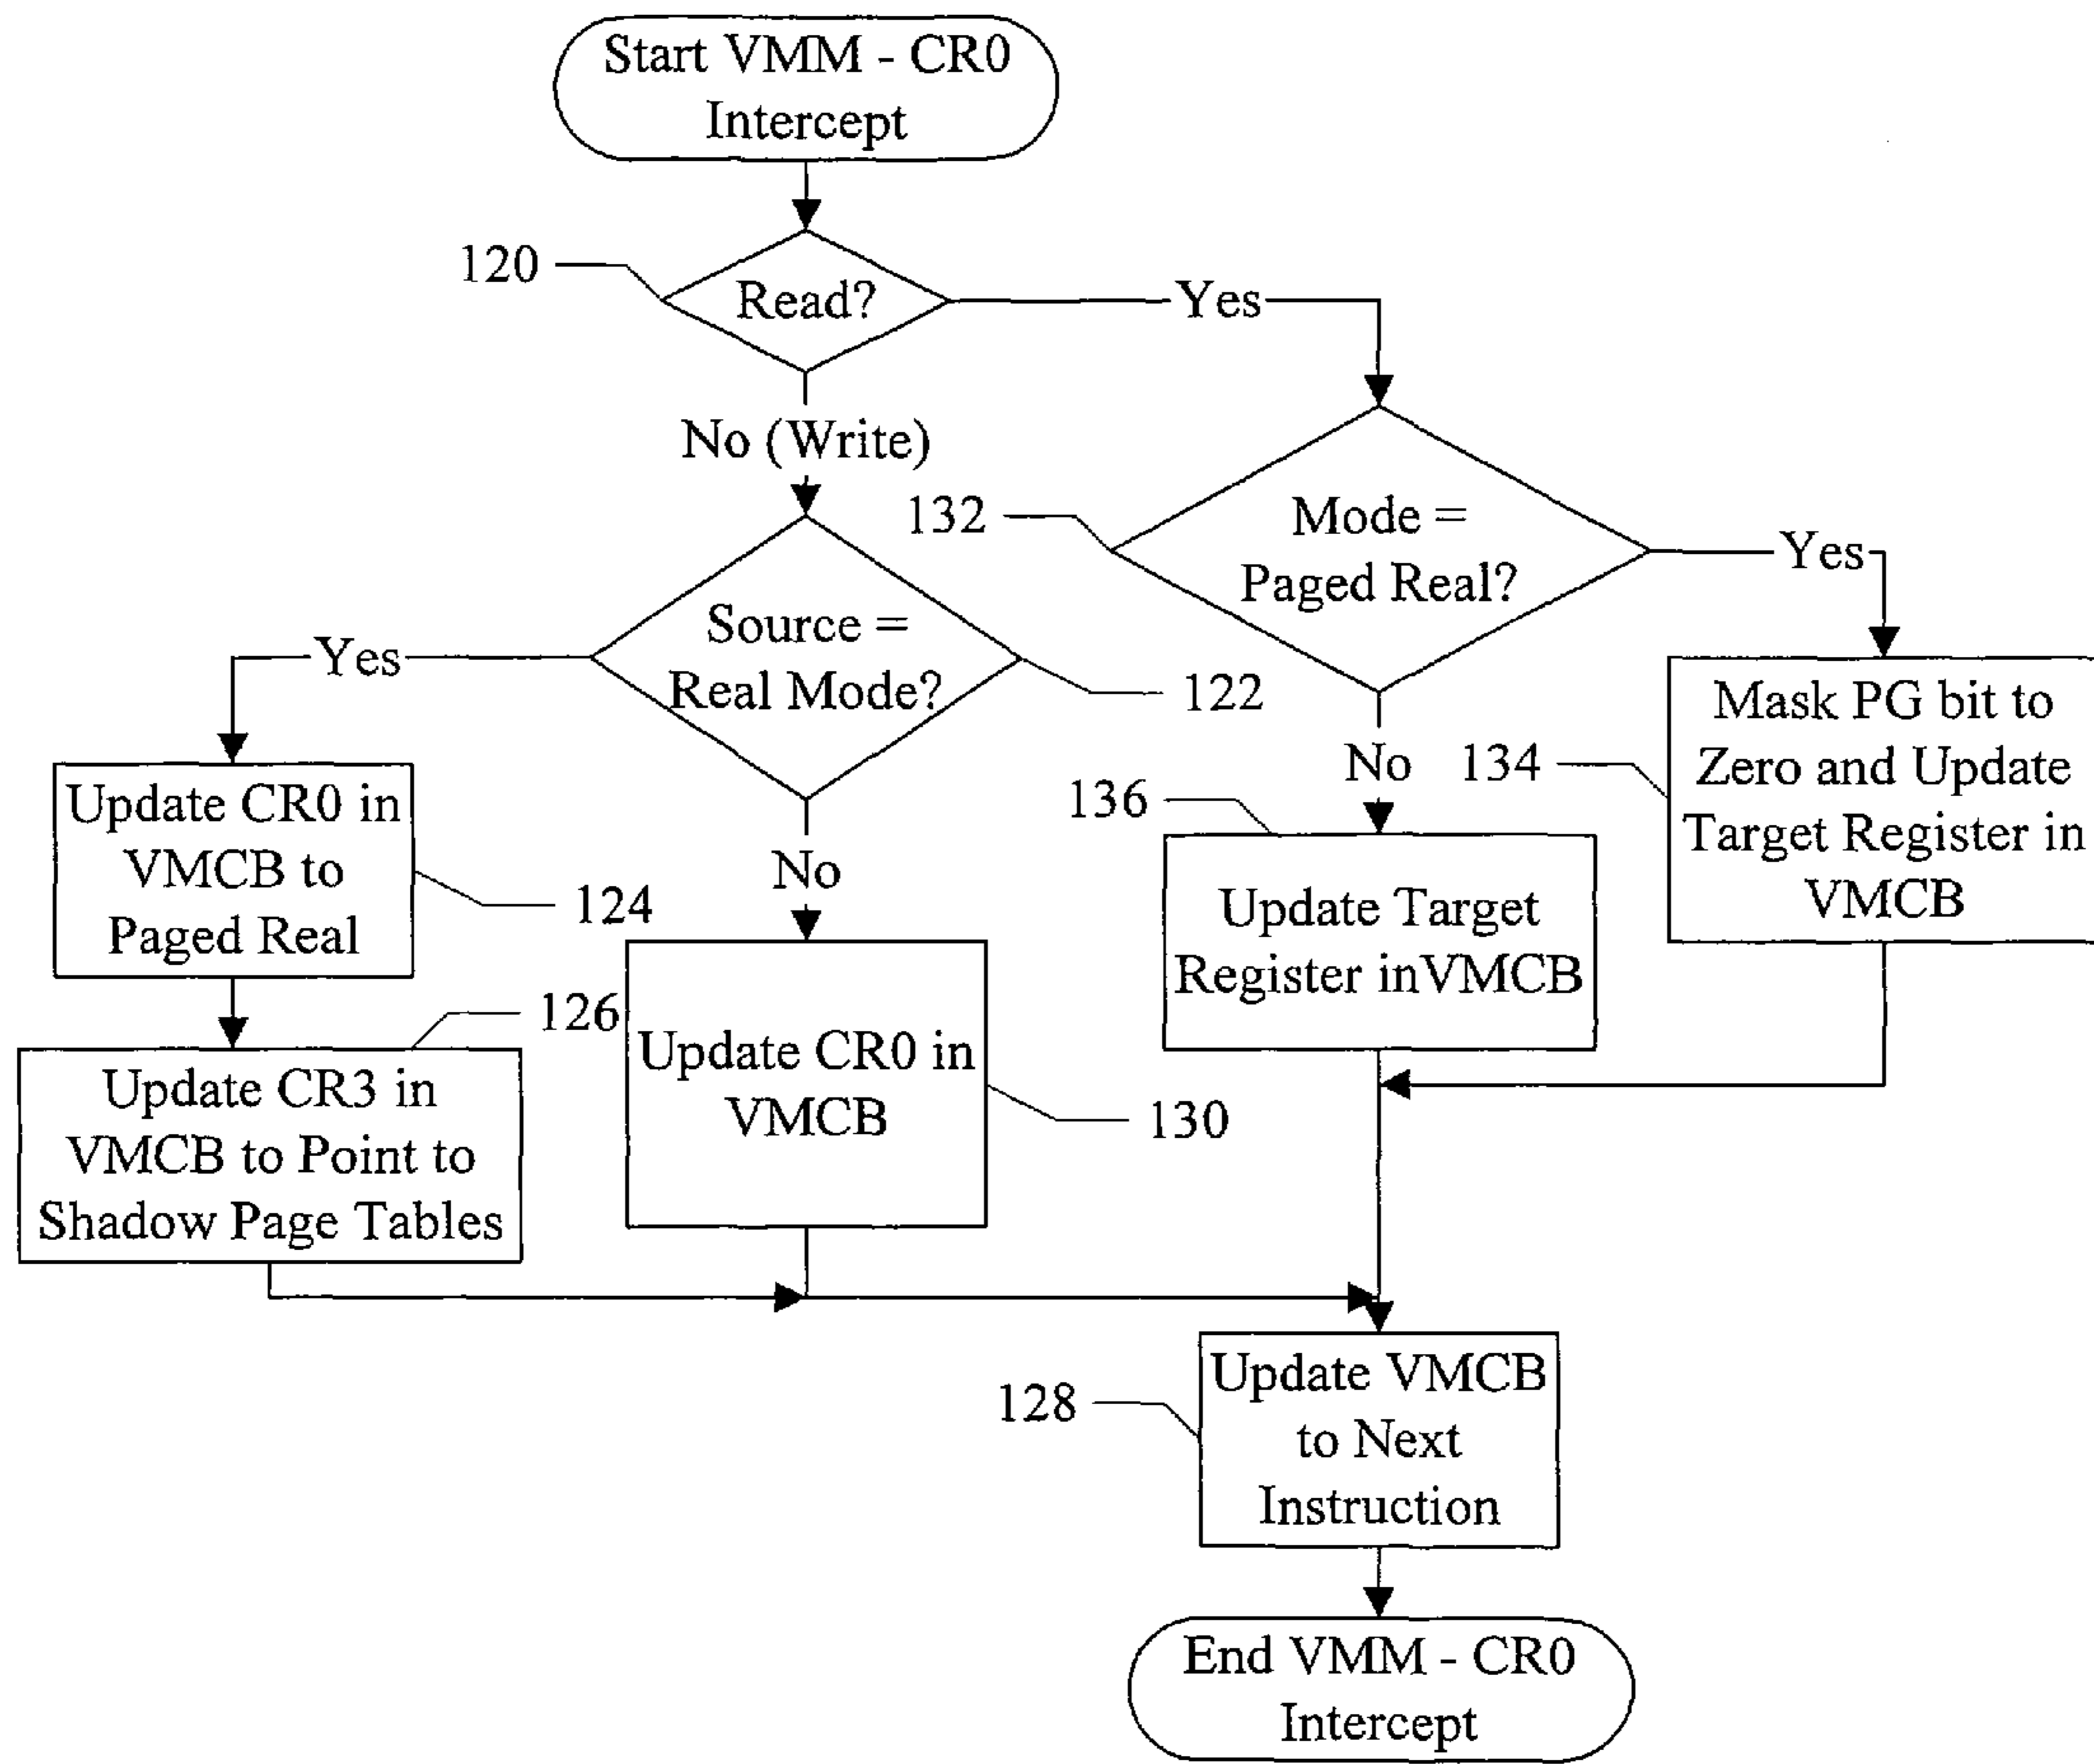 Start VMM - CR0
Intercept
120
Read?
Yes
No (Write)
132
Mode =
Paged Real?
Yes
Source =
Real Mode?
Yes
122
No
134
Mask PG bit to
Zero and Update
Target Register in
VMCB
Update CR0 in
VMCB to
Paged Real
124
No
136
Update Target
Register inVMCB
126
Update CR3 in
VMCB to Point to
Shadow Page Tables
Update CR0 in
VMCB
130
128
Update VMCB
to Next
Instruction
End VMM - CR0
Intercept